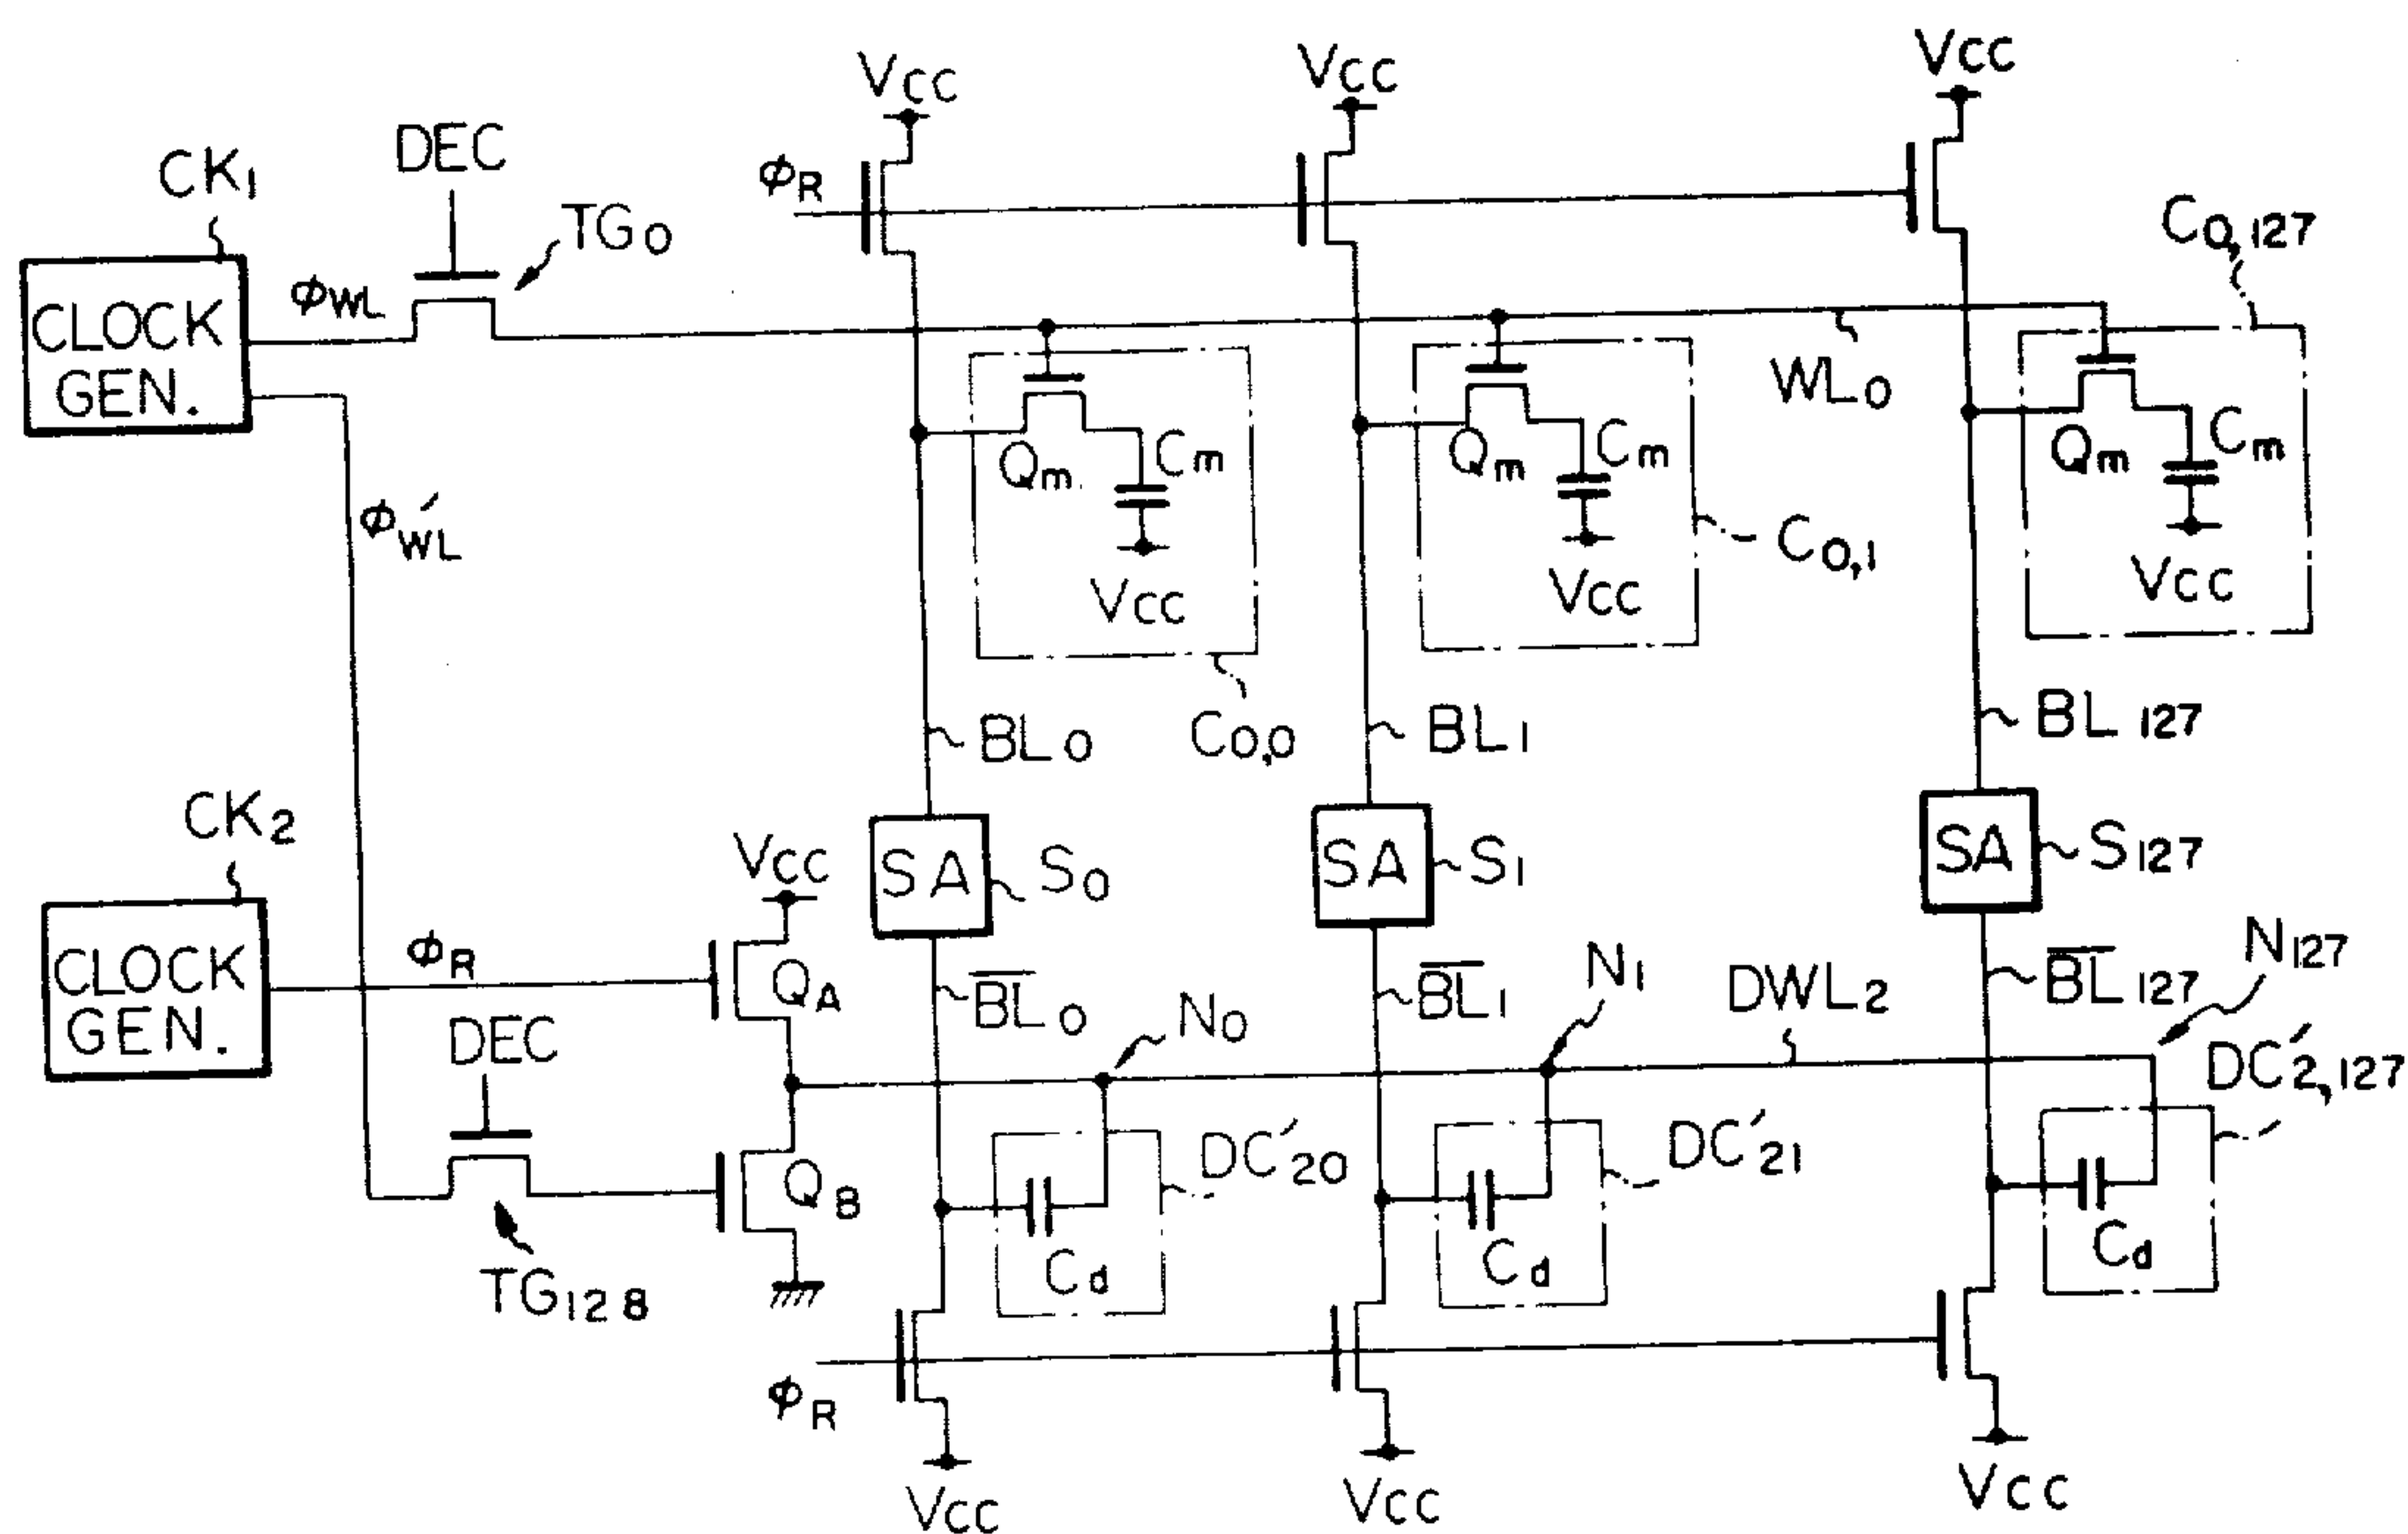 VCC
VCC
VCC
CK1
DEC
φR
TG0
C0,127
φWL
CLOCK
GEN.
WL0
Qm
Cm
Qm
Cm
Qm
Cm
φ'WL
C0,1
VCC
VCC
VCC
BL0
C0,0
BL1
BL127
CK2
VCC
SA
S0
SA
S1
SA
S127
φR
CLOCK
GEN.
QA
B̅L̅0
N0
B̅L̅1
N1
DWL2
B̅L̅127
N127
DEC
DC'2,127
QB
DC'20
DC'21
TG128
Cd
Cd
Cd
φR
VCC
VCC
VCC